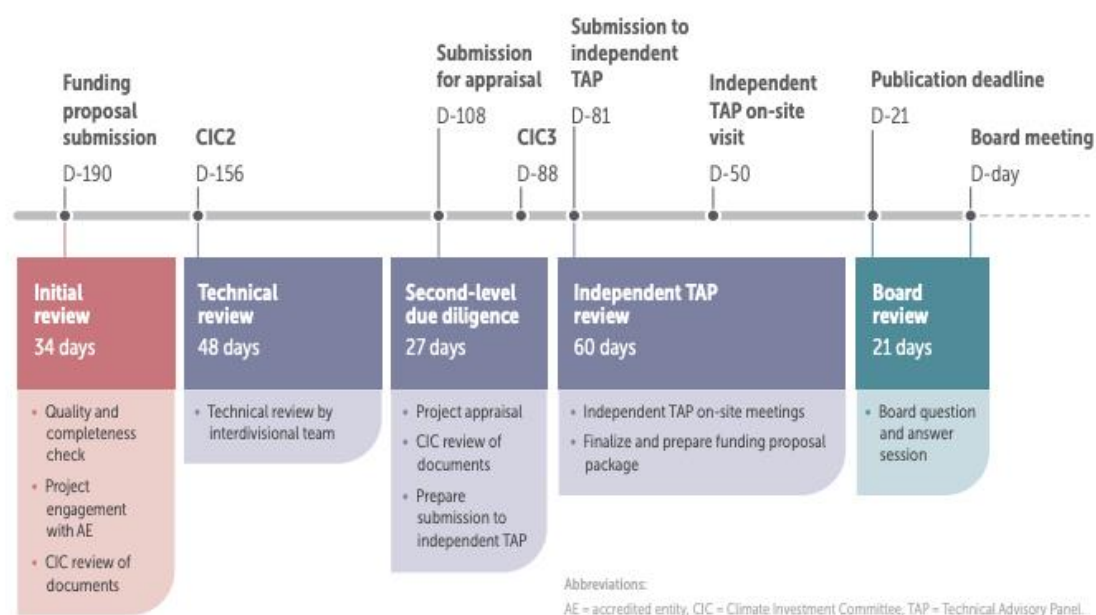 Funding
proposal
submission
D-190
CIC2
D-156
Submission
for appraisal
D-108
CIC3
D-88
Submission to
independent
TAP
D-81
Independent
TAP on-site
visit
D-50
Publication deadline
D-21
Board meeting
D-day
Initial
review
34 days
• Quality and
completeness
check
• Project
engagement
with AE
• CIC review of
documents
Technical
review
48 days
• Technical review by
interdivisional team
Second-level
due diligence
27 days
• Project appraisal
• CIC review of
documents
• Prepare
submission to
independent TAP
Independent TAP
review
60 days
• Independent TAP on-site meetings
• Finalize and prepare funding proposal
package
Board
review
21 days
• Board question
and answer
session
Abbreviations:
AE = accredited entity, CIC = Climate Investment Committee, TAP = Technical Advisory Panel.